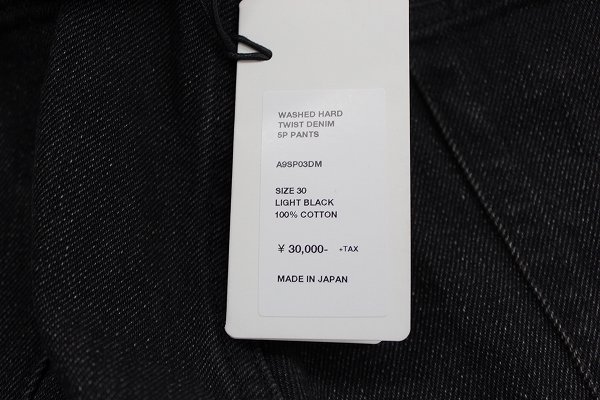 WASHED HARD
TWIST DENIM
5P PANTS
A9SP03DM
SIZE 30
LIGHT BLACK
100% COTTON
¥ 30,000- +TAX
MADE IN JAPAN